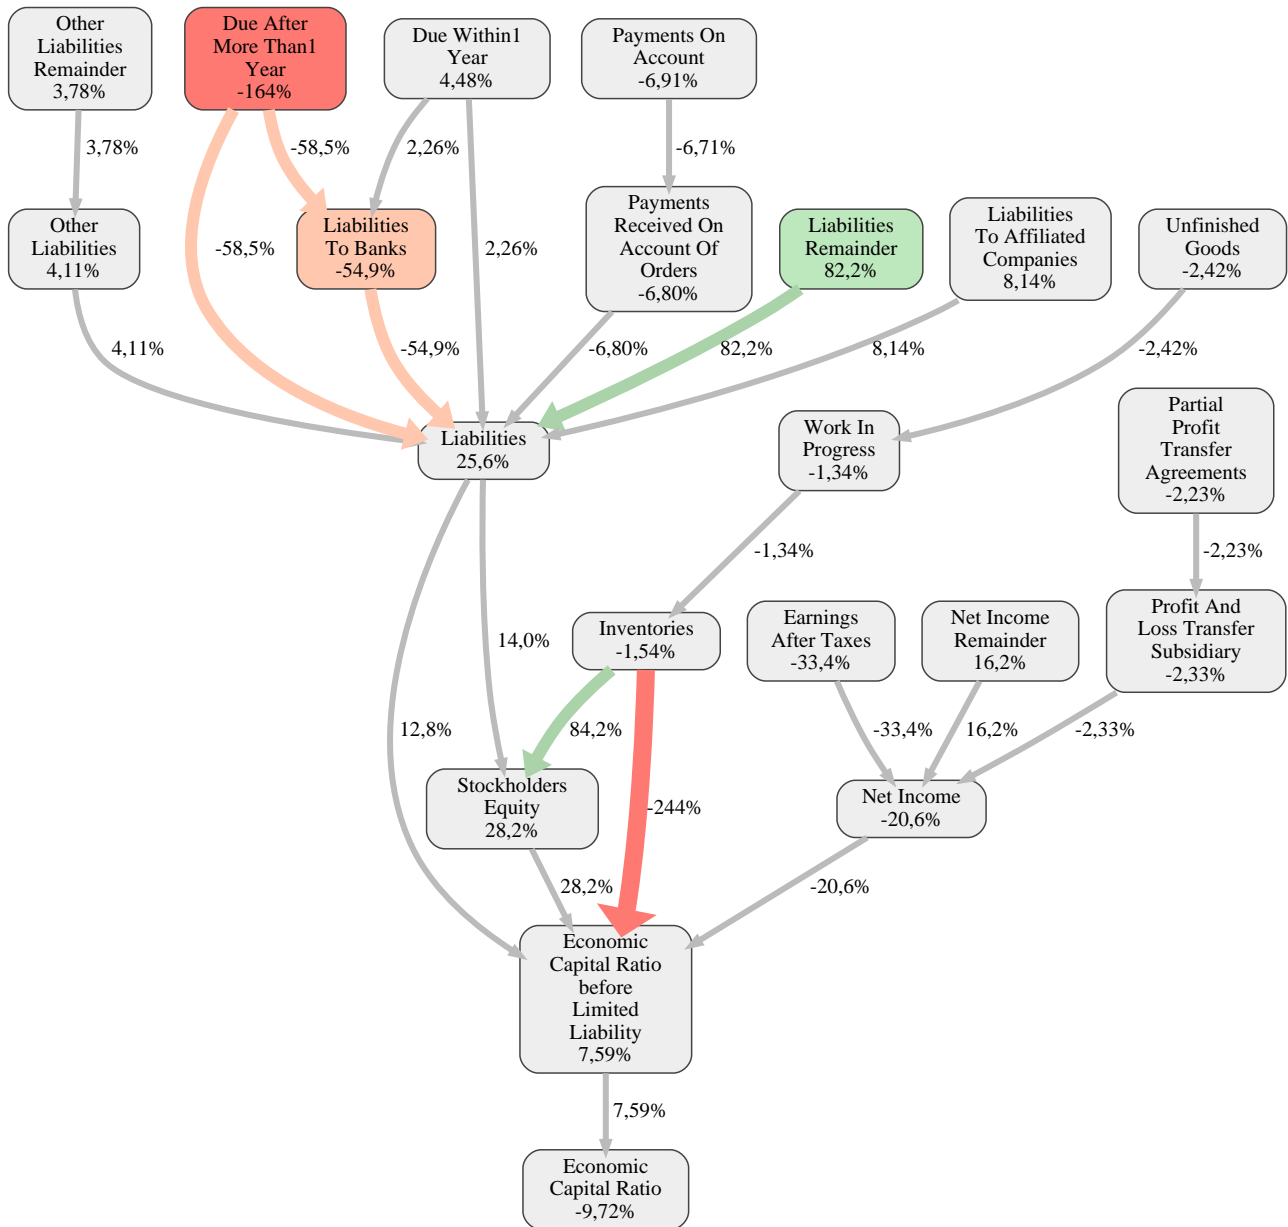 Other
Liabilities
Remainder
3,78%
Due After
More Than1
Year
-164%
Due Within1
Year
4,48%
Payments On
Account
-6,91%
3,78%
-58,5%
2,26%
-6,71%
Other
Liabilities
4,11%
-58,5%
Liabilities
To Banks
-54,9%
2,26%
Payments
Received On
Account Of
Orders
-6,80%
Liabilities
Remainder
82,2%
Liabilities
To Affiliated
Companies
8,14%
Unfinished
Goods
-2,42%
4,11%
-54,9%
-6,80%
82,2%
8,14%
-2,42%
Liabilities
25,6%
Work In
Progress
-1,34%
Partial
Profit
Transfer
Agreements
-2,23%
-1,34%
-2,23%
14,0%
Inventories
-1,54%
Earnings
After Taxes
-33,4%
Net Income
Remainder
16,2%
Profit And
Loss Transfer
Subsidiary
-2,33%
12,8%
84,2%
-33,4%
16,2%
-2,33%
Stockholders
Equity
28,2%
-244%
Net Income
-20,6%
28,2%
-20,6%
Economic
Capital Ratio
before
Limited
Liability
7,59%
7,59%
Economic
Capital Ratio
-9,72%